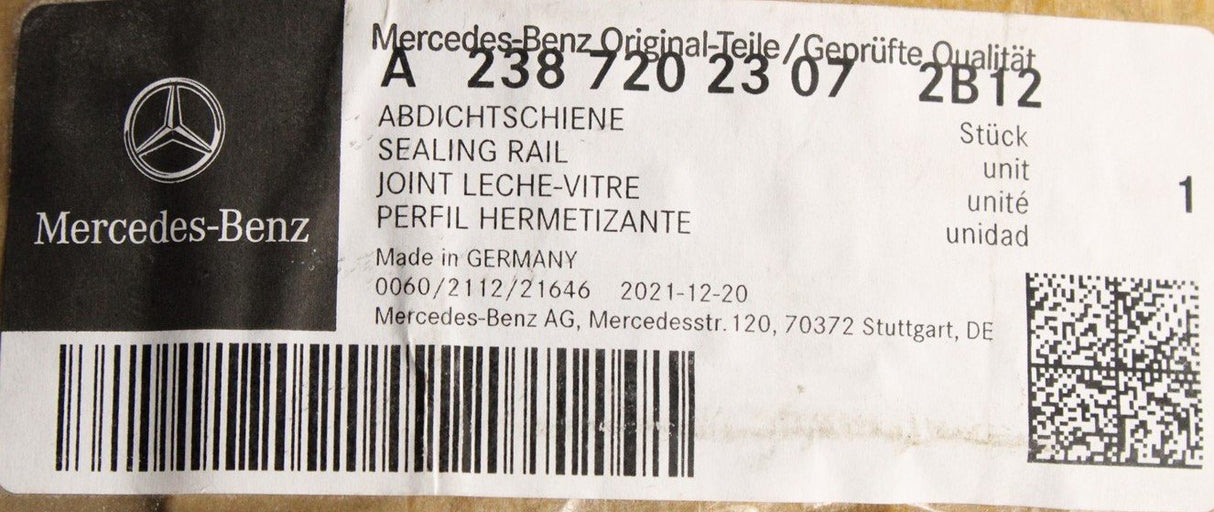 Mercedes-Benz
Mercedes-Benz Original-Teile/Geprüfte Qualität
A 238 720 23 07 2B12
ABDICHTSCHIENE
SEALING RAIL
JOINT LECHE-VITRE
PERFIL HERMETIZANTE
Stück
unit
unité
unidad
1
Made in GERMANY
0060/2112/21646 2021-12-20
Mercedes-Benz AG, Mercedesstr. 120, 70372 Stuttgart, DE